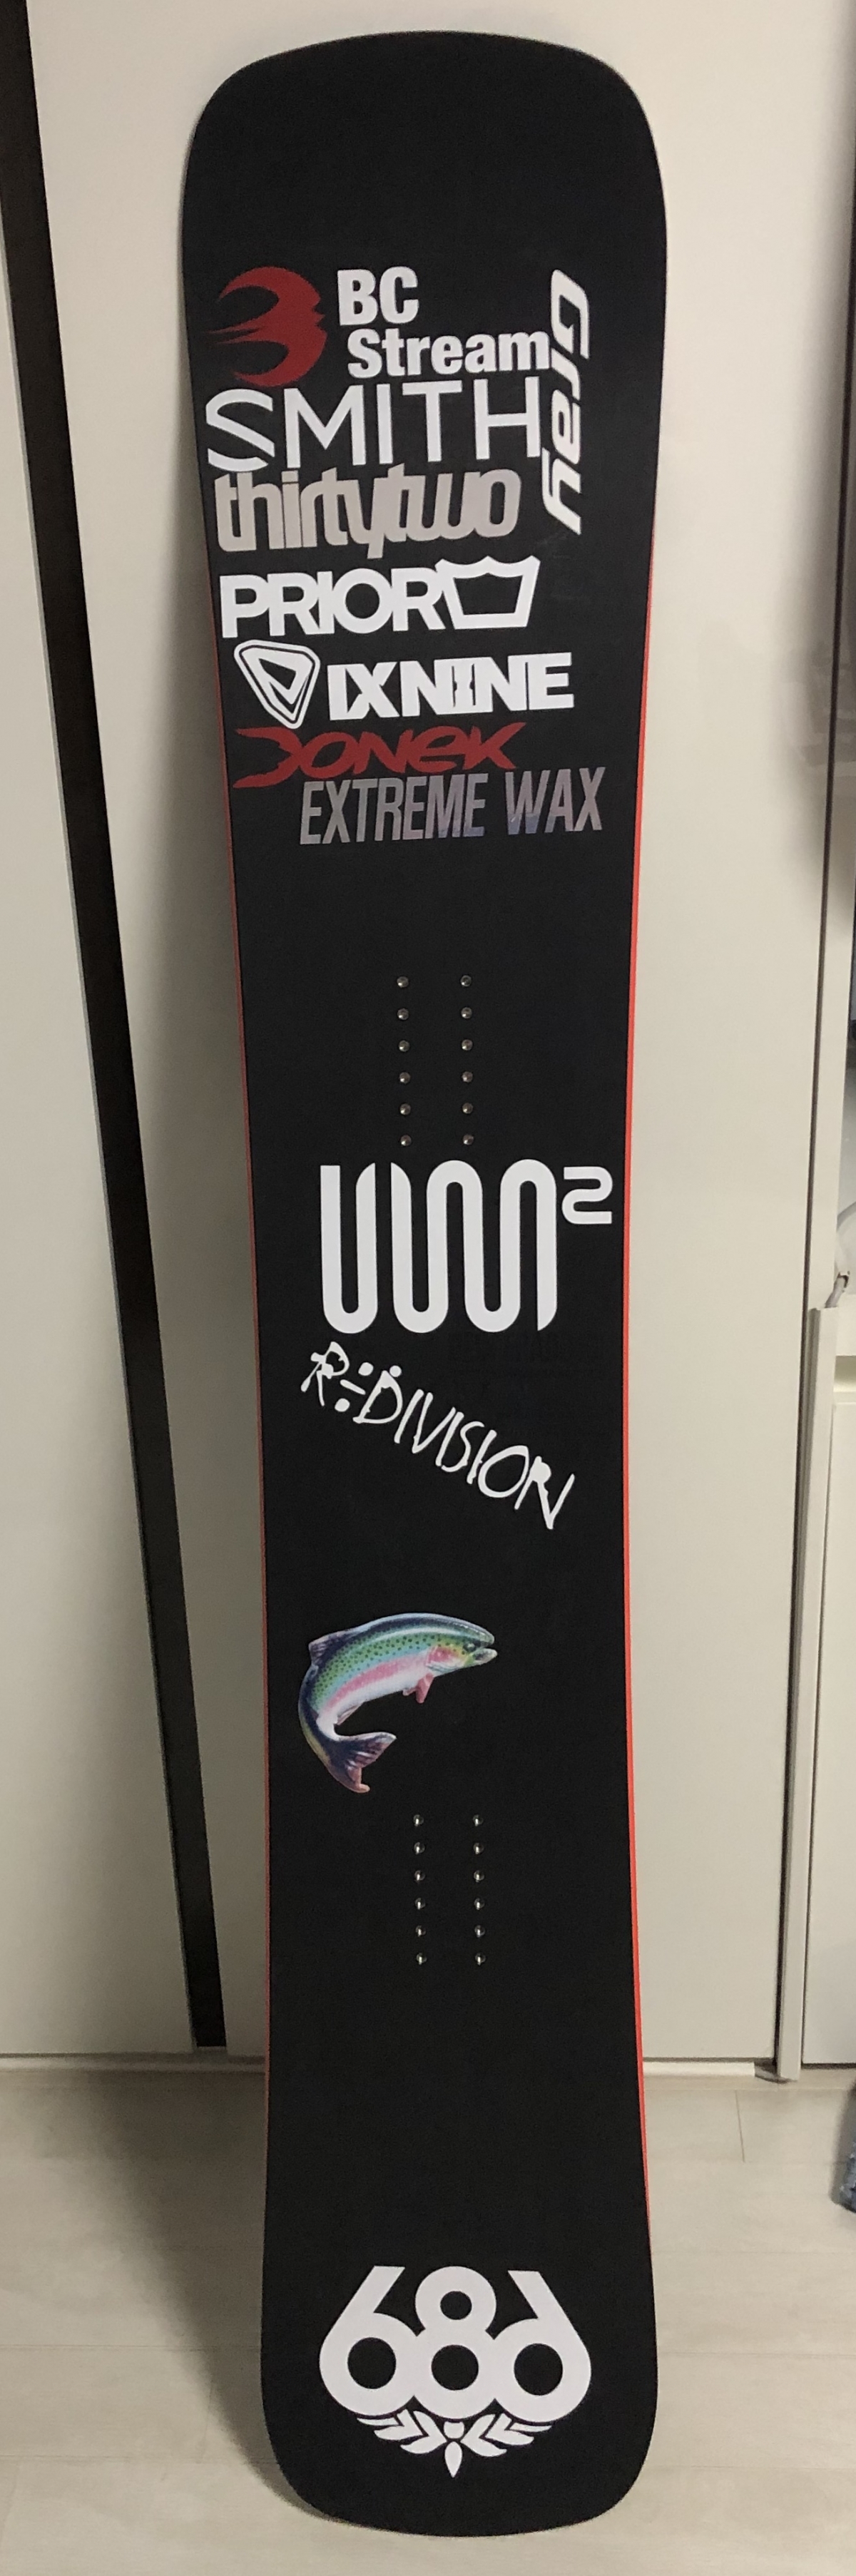 BC
Stream
Gray
SMITH
thirtytwo
PRIOR
IXNINE
DONEK
EXTREME WAX
R÷DIVISION
686